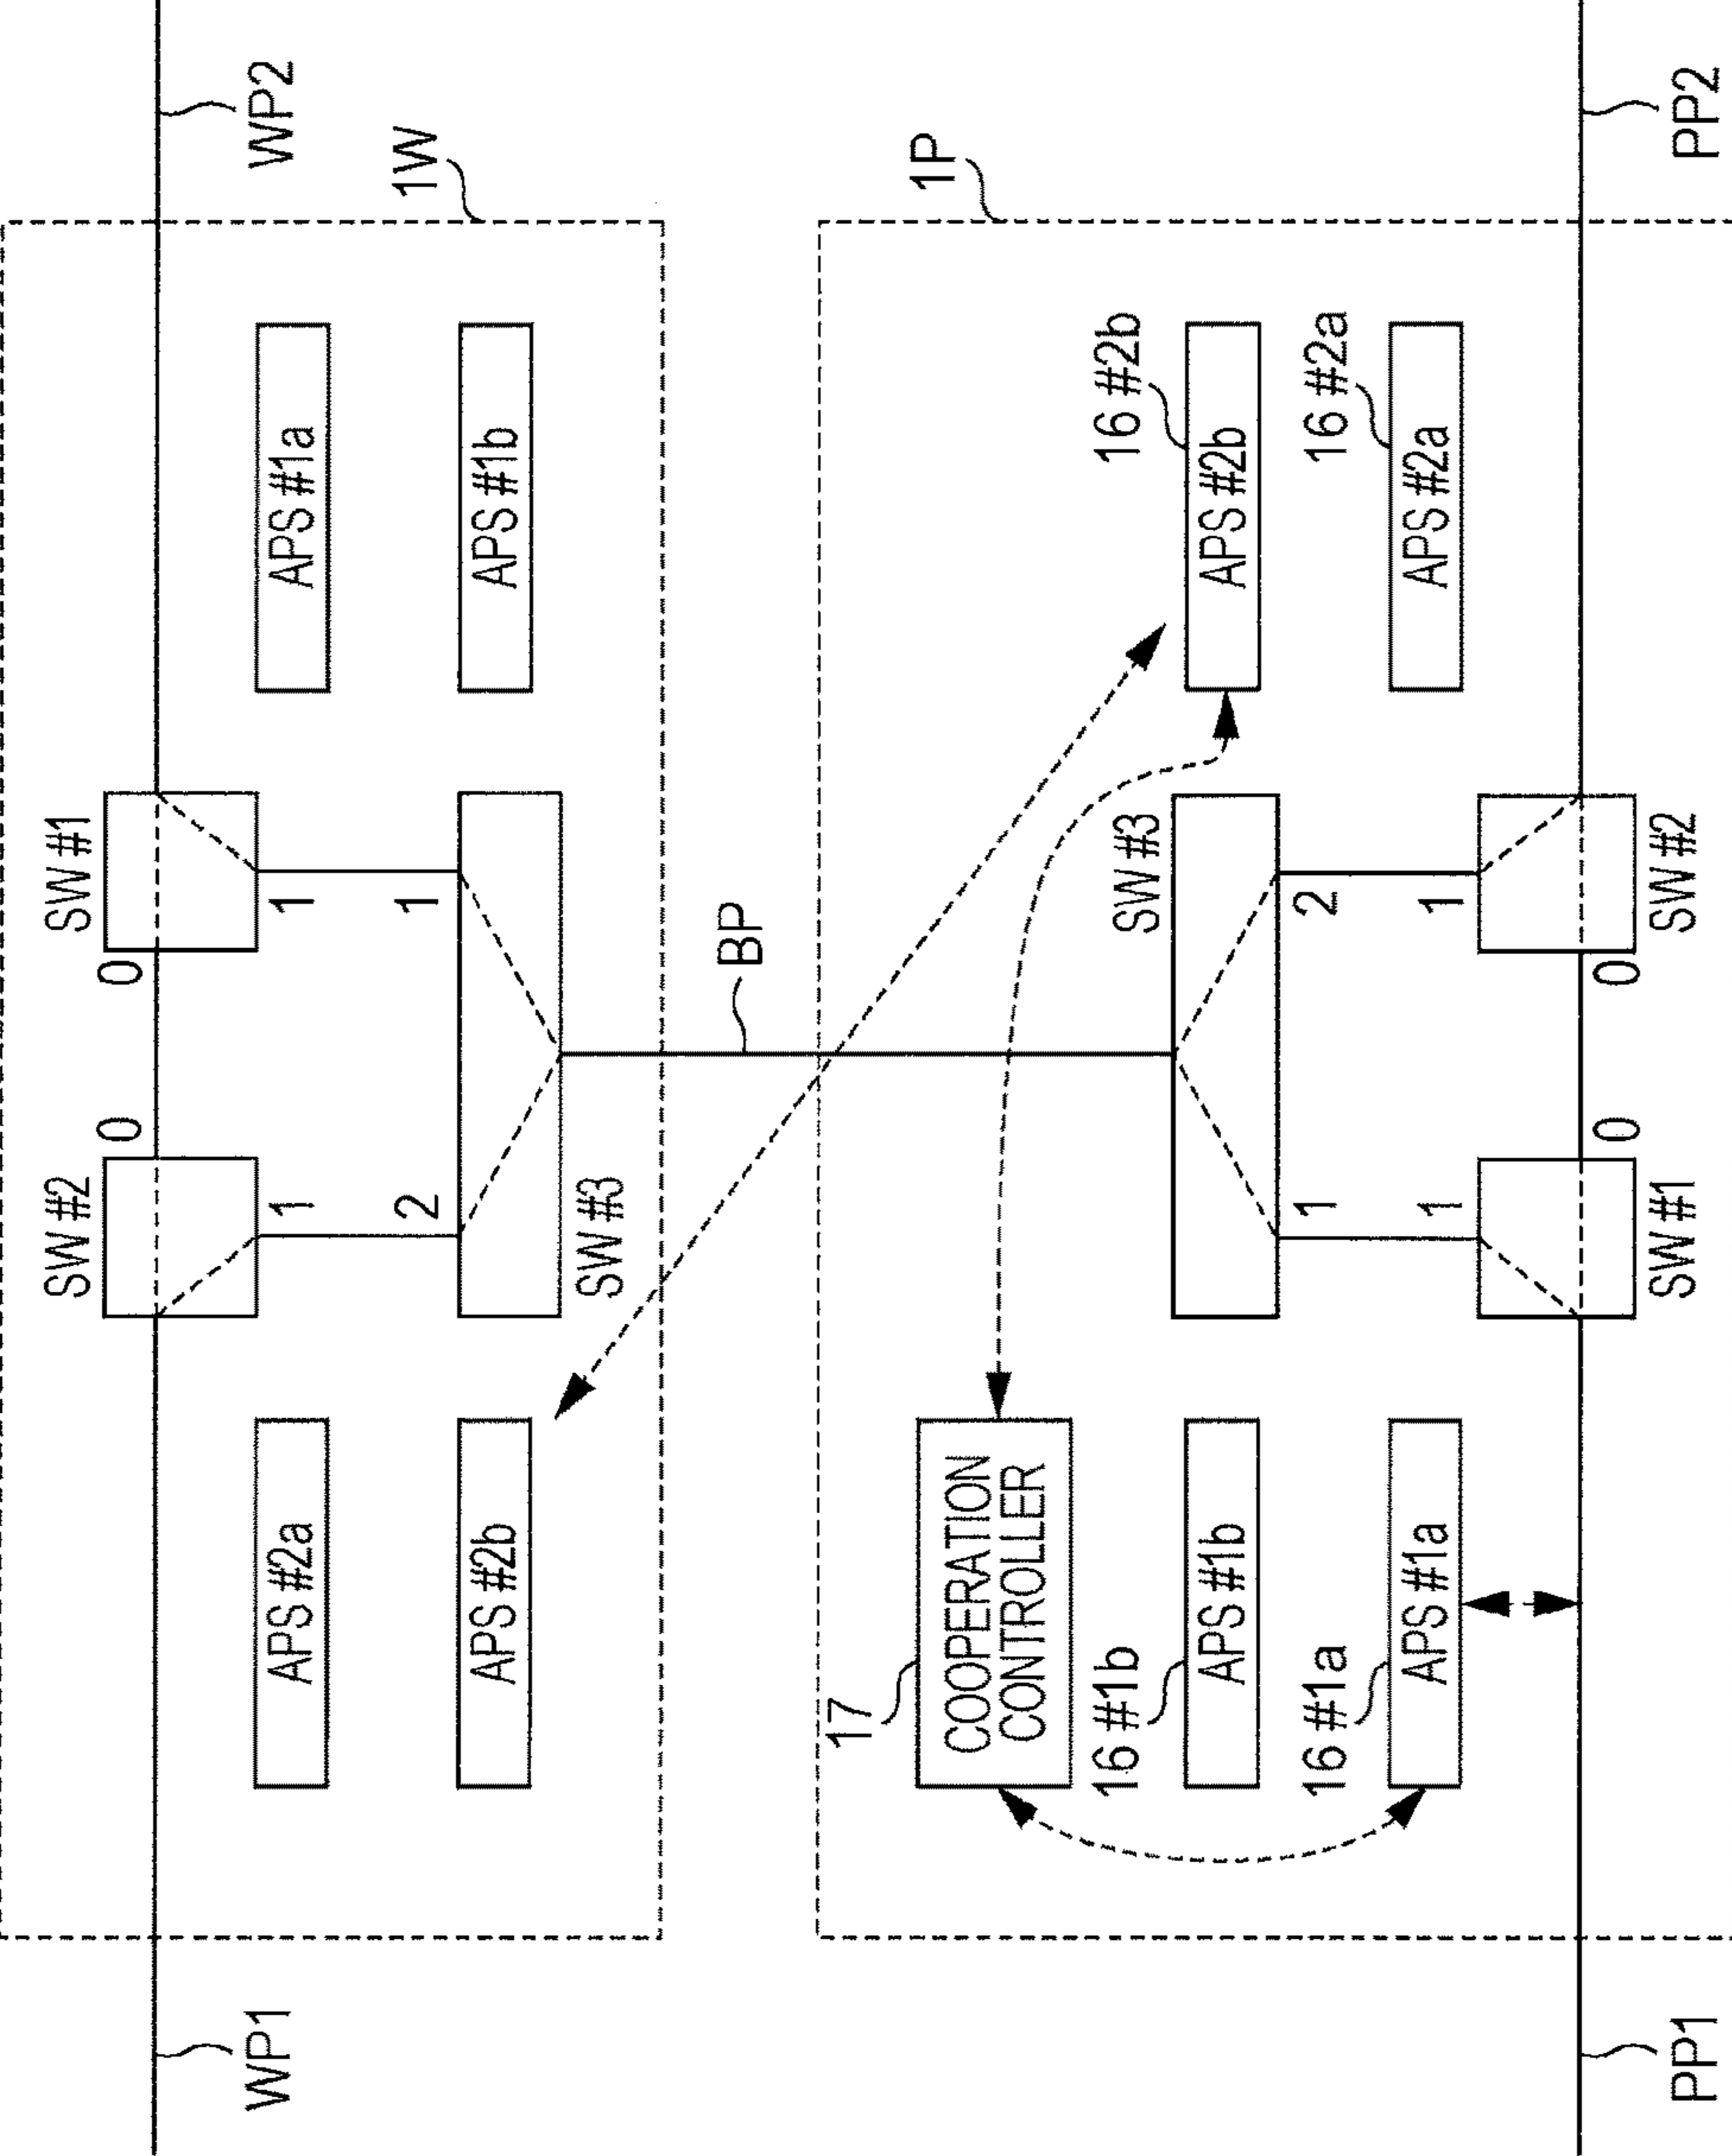 SW #2
SW #1
0
0
WP1
WP2
APS #2a
1
1
APS #1a
2
1
1W
APS #2b
APS #1b
SW #3
BP
17
1P
COOPERATION
CONTROLLER
16 #1b
SW #3
16 #2b
APS #1b
APS #2b
16 #1a
1
2
16 #2a
APS #1a
1
1
APS #2a
0
0
SW #1
SW #2
PP1
PP2